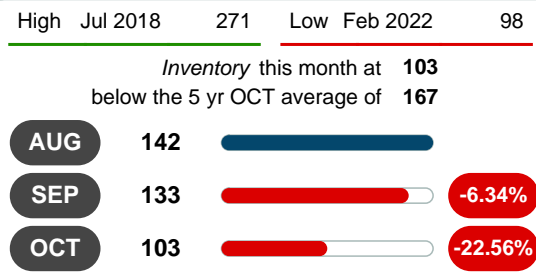 High Jul 2018 271 Low Feb 2022 98
Inventory this month at 103
below the 5 yr OCT average of 167
AUG 142
SEP 133 -6.34%
OCT 103 -22.56%